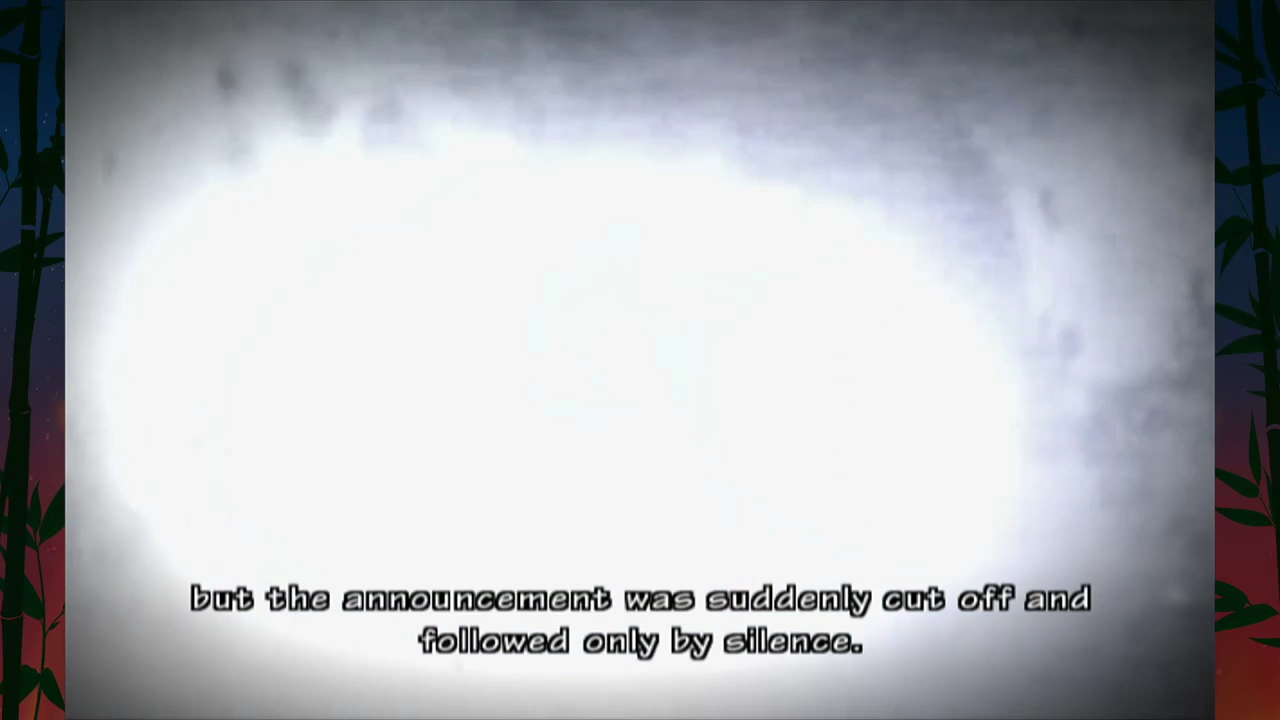 but the announcement was suddenly cut off and
followed only by silence.